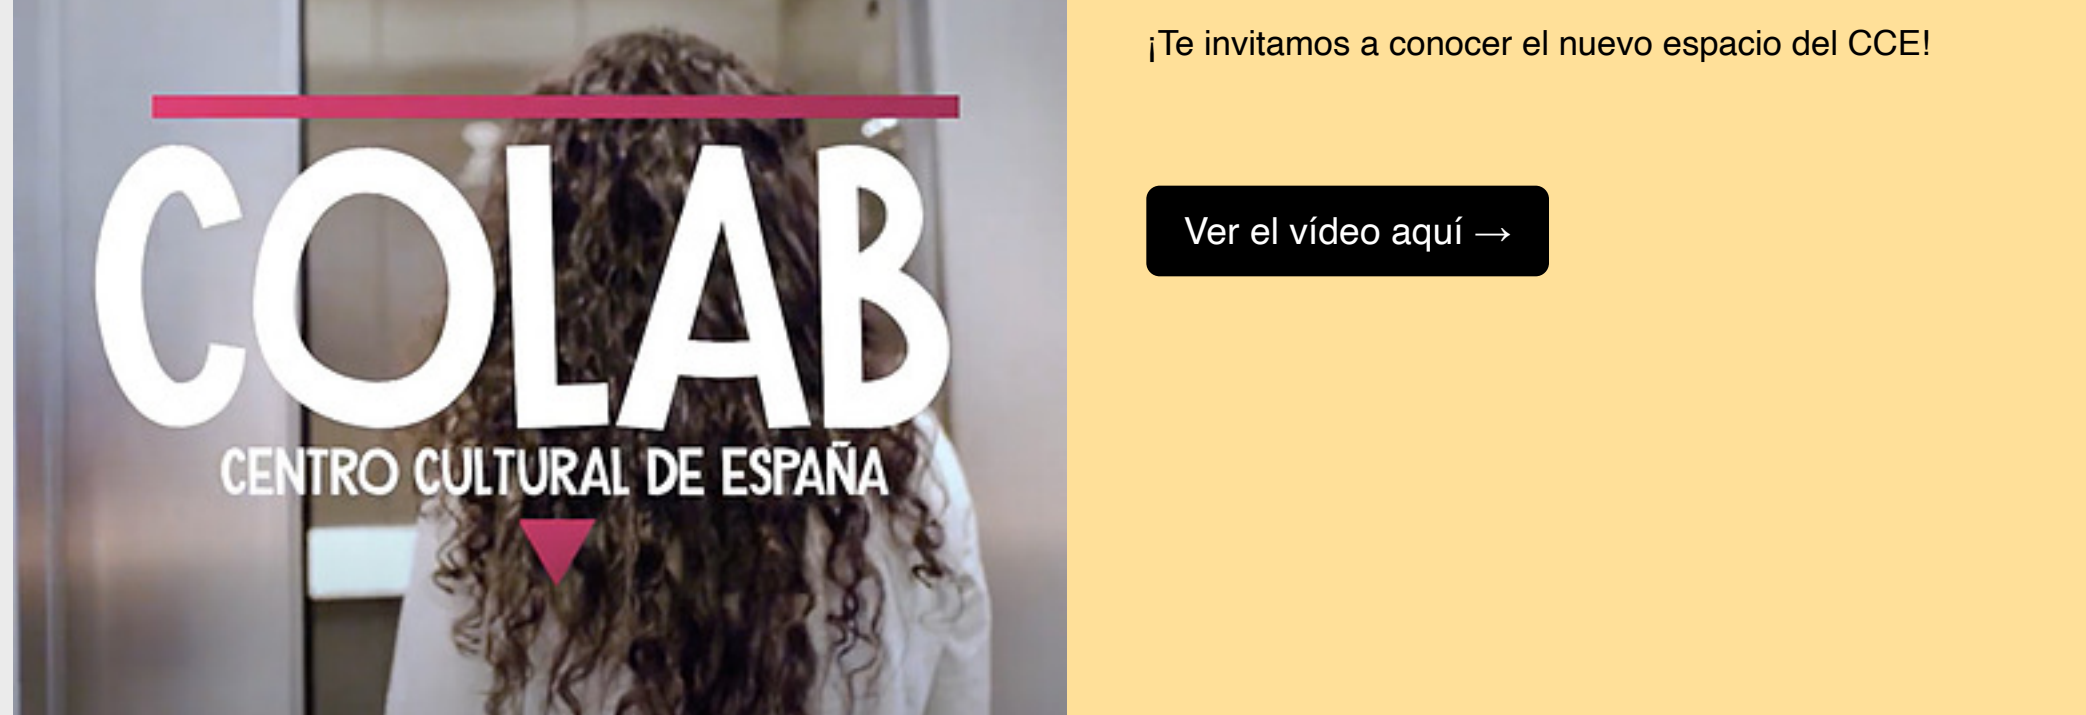 COLAB
CENTRO CULTURAL DE ESPAÑA
¡Te invitamos a conocer el nuevo espacio del CCE!
Ver el vídeo aquí →